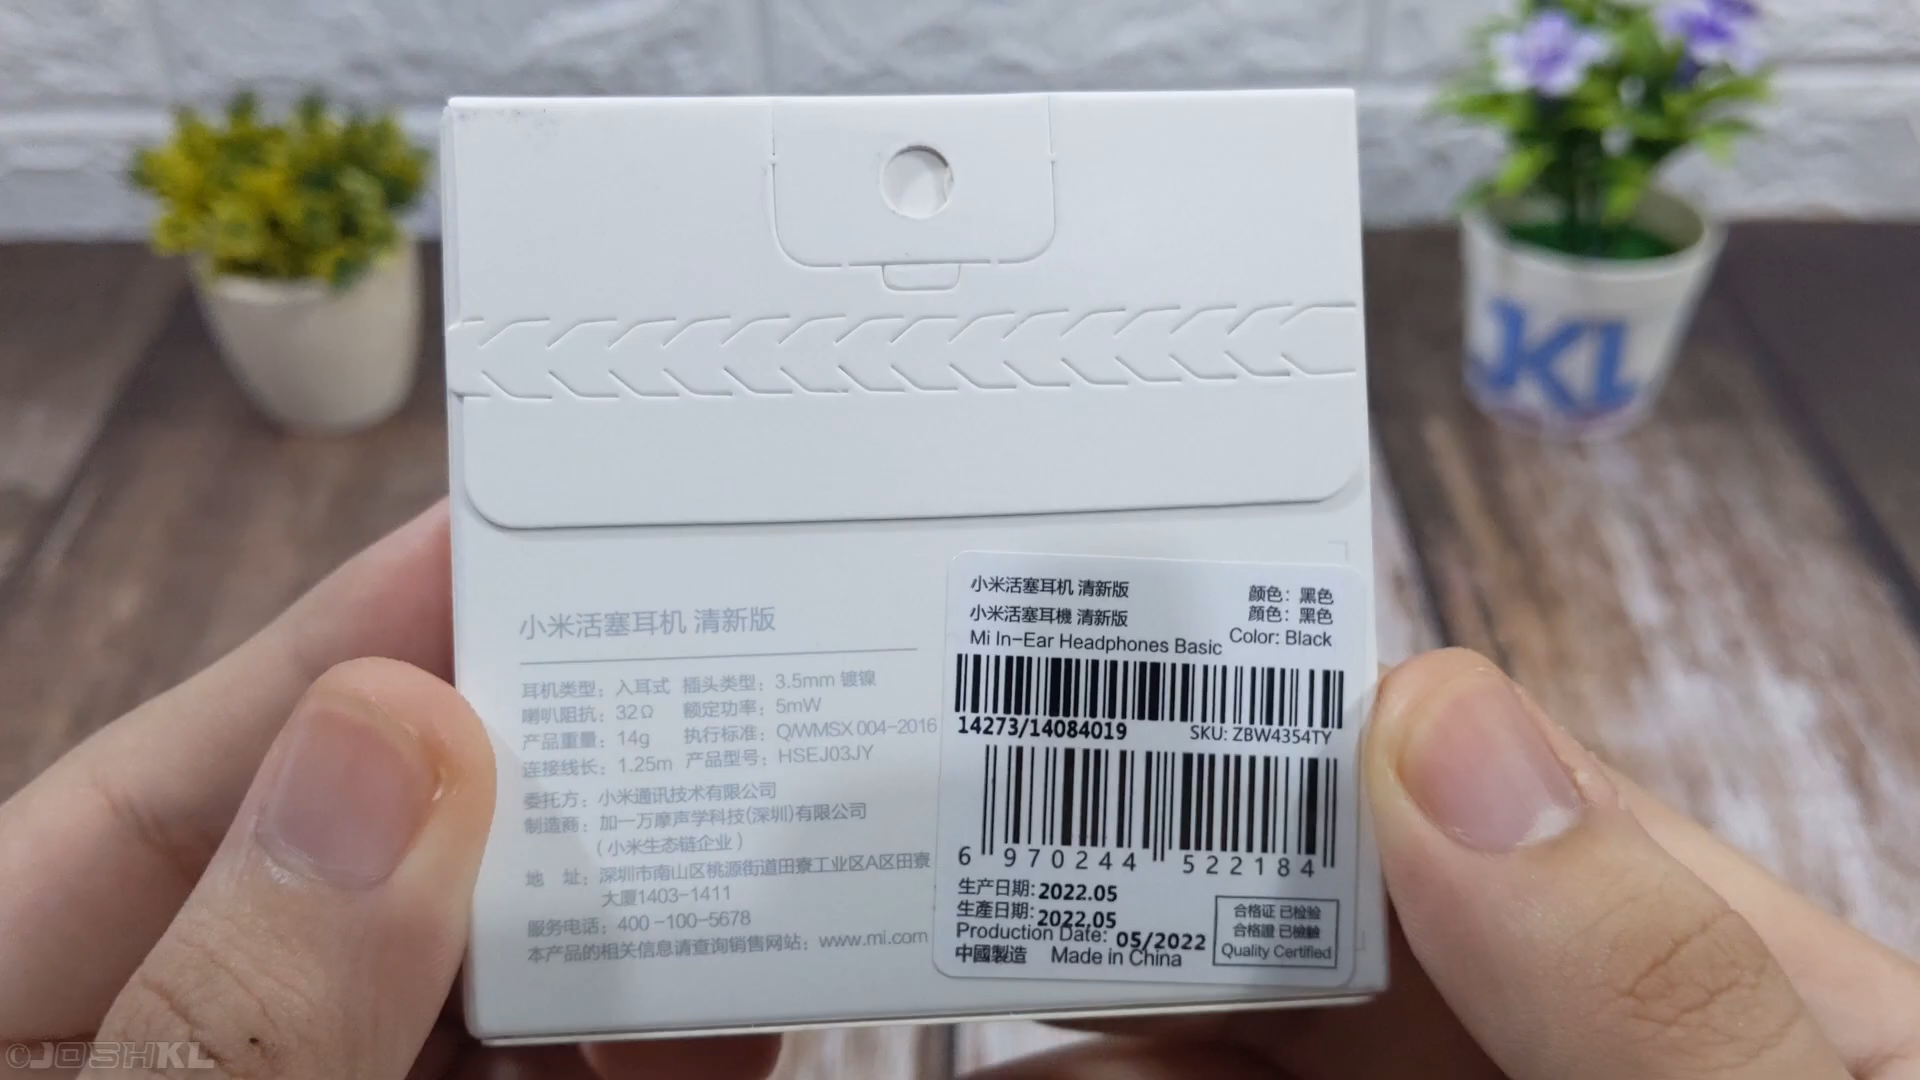 小米活塞耳机 清新版
耳机类型：入耳式 插头类型：3.5mm 镀镍
喇叭阻抗：32Ω 额定功率：5mW
产品重量：14g 执行标准：Q/WMSX 004-2016
连接线长：1.25m 产品型号：HSEJ03JY
委托方：小米通讯技术有限公司
制造商：加一万摩声学科技(深圳)有限公司
(小米生态链企业)
地 址：深圳市南山区桃源街道田寮工业区A区田寮
大厦1403-1411
服务电话：400-100-5678
本产品的相关信息请查询销售网站：www.mi.com
小米活塞耳机 清新版 颜色：黑色
小米活塞耳機 清新版 颜色：黑色
Mi In-Ear Headphones Basic Color: Black
14273/14084019 SKU: ZBW4354TY
6 970244 522184
生产日期: 2022.05
生產日期: 2022.05
Production Date: 05/2022
中國製造 Made in China
合格证 已检验
合格證 已檢驗
Quality Certified
JKL
©JOSHKL